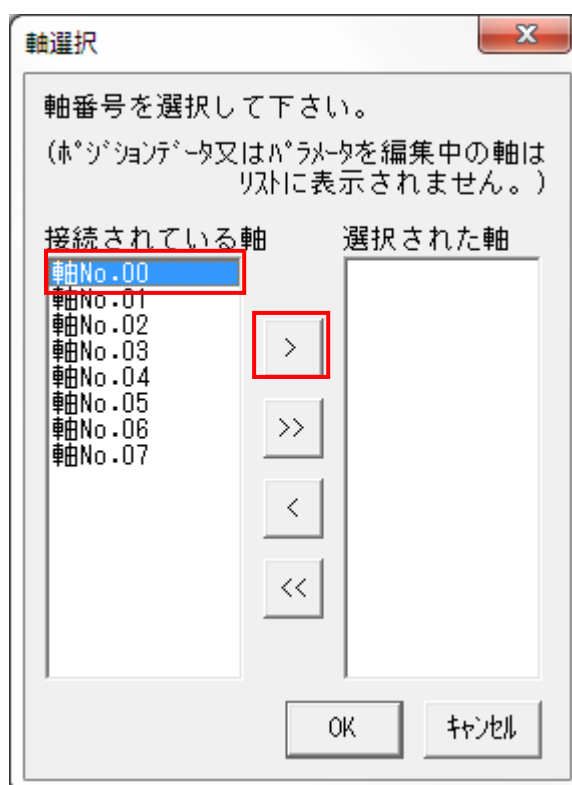 軸選択
軸番号を選択して下さい。
(ﾎﾟｼﾞｼｮﾝﾃﾞｰﾀ又はﾊﾟﾗﾒｰﾀを編集中の軸は
ﾘｽﾄに表示されません。)
接続されている軸 選択された軸
軸No.00
軸No.01
軸No.02
軸No.03
軸No.04
軸No.05
軸No.06
軸No.07
>
>>
<
<<
OK ｷｬﾝｾﾙ